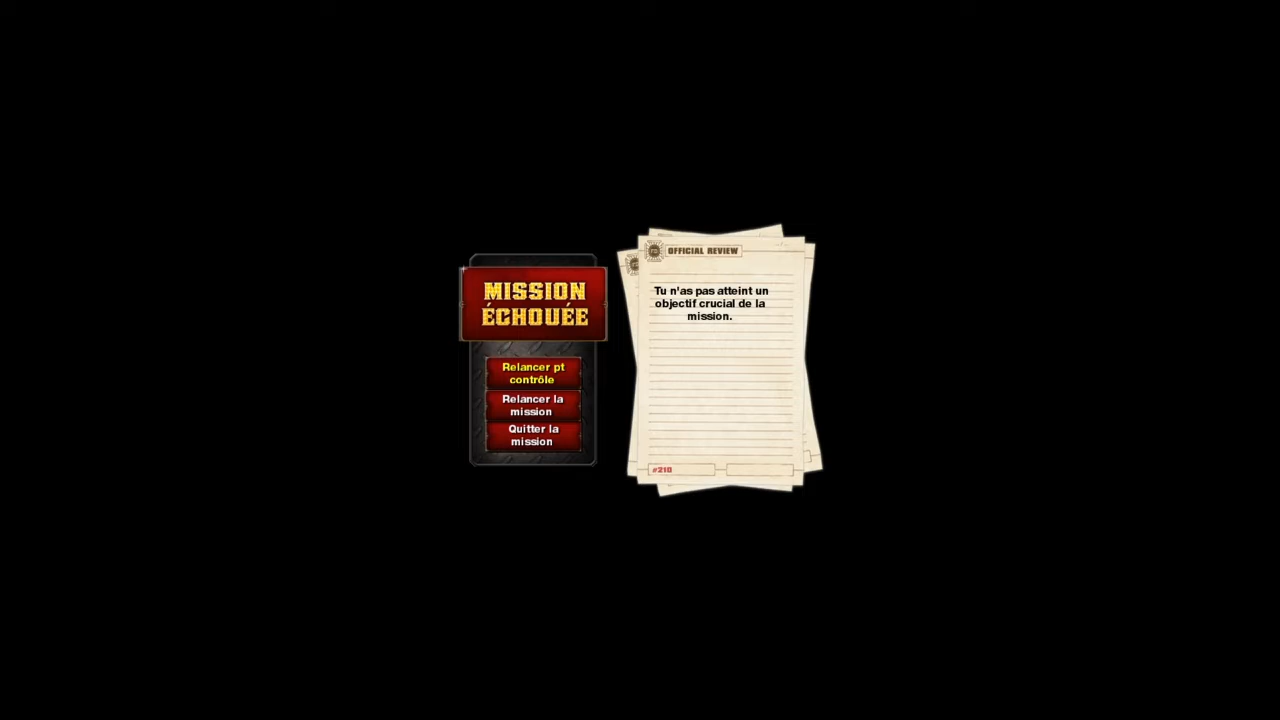 MISSION
ÉCHOUÉE
Relancer pt
contrôle
Relancer la
mission
Quitter la
mission
OFFICIAL REVIEW
Tu n'as pas atteint un
objectif crucial de la
mission.
#210